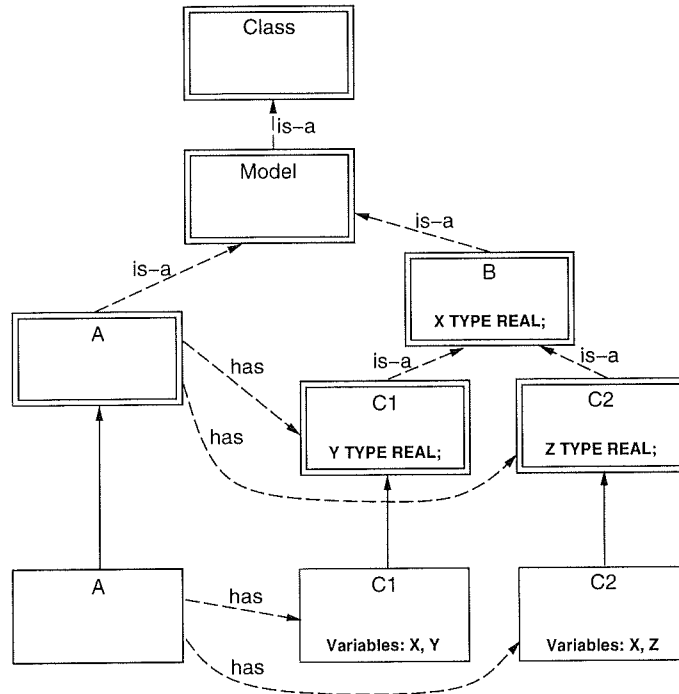 Class
is-a
Model
is-a
is-a
B
X TYPE REAL;
A
has
is-a
is-a
C1
Y TYPE REAL;
C2
Z TYPE REAL;
has
A
has
C1
Variables: X, Y
C2
Variables: X, Z
has